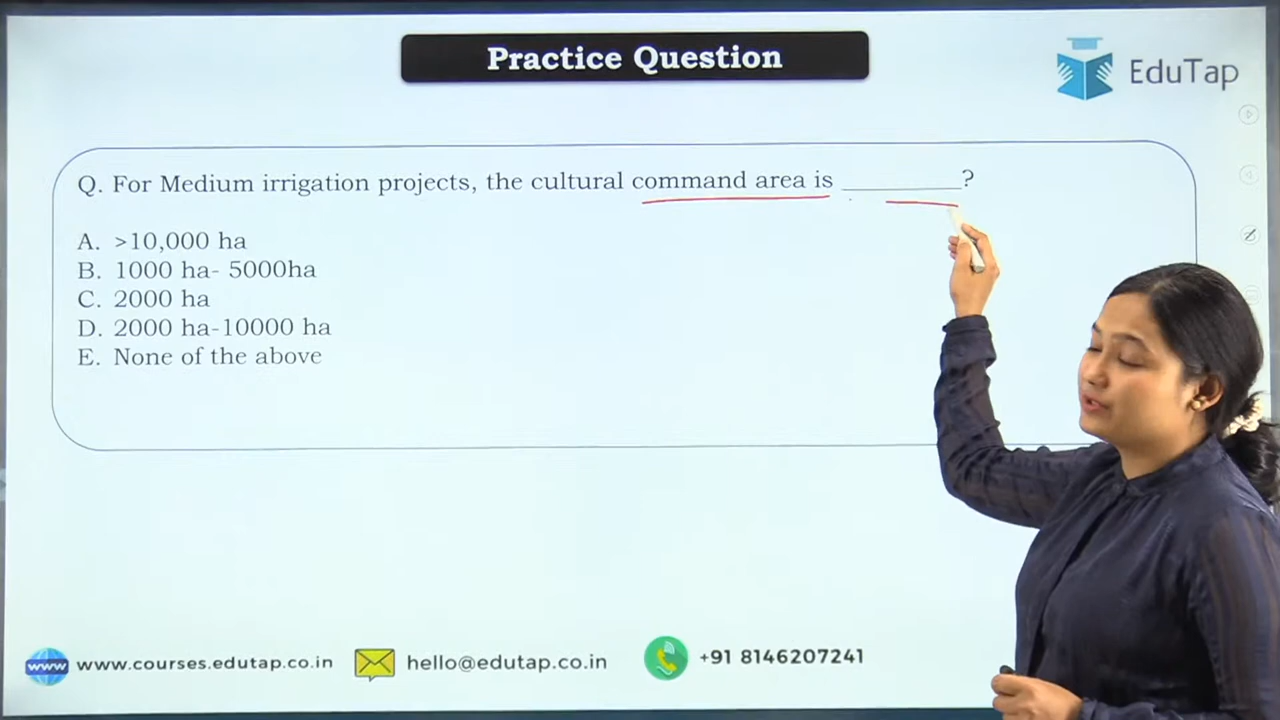 Practice Question
EduTap
Q. For Medium irrigation projects, the cultural command area is _________?
A. >10,000 ha
B. 1000 ha- 5000ha
C. 2000 ha
D. 2000 ha-10000 ha
E. None of the above
www www.courses.edutap.co.in hello@edutap.co.in +91 8146207241